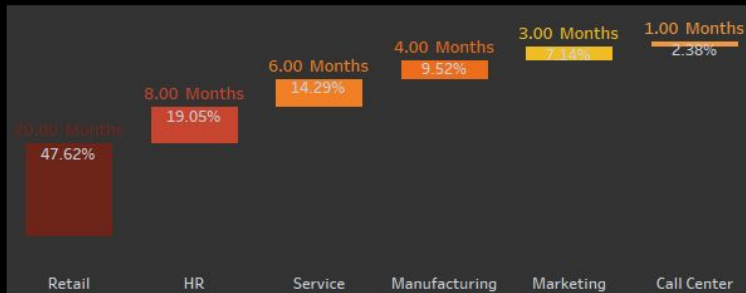 1.00 Months
3.00 Months
2.38%
4.00 Months
7.14%
6.00 Months
9.52%
8.00 Months
14.29%
19.05%
20.00 Months
47.62%
Retail HR Service Manufacturing Marketing Call Center